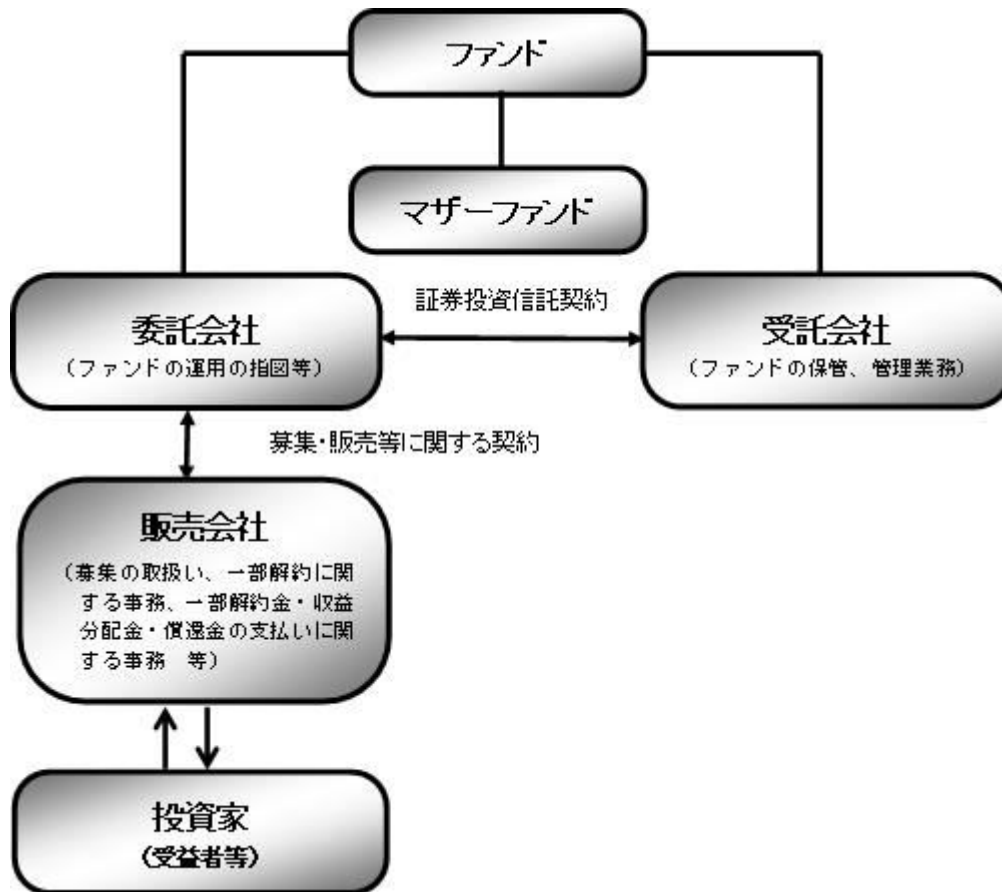 ファンド
マザーファンド
証券投資信託契約
委託会社
(ファンドの運用の指図等)
受託会社
(ファンドの保管、管理業務)
募集・販売等に関する契約
販売会社
(募集の取扱い、一部解約に関
する事務、一部解約金・収益
分配金・償還金の支払いに関
する事務　等)
投資家
(受益者等)